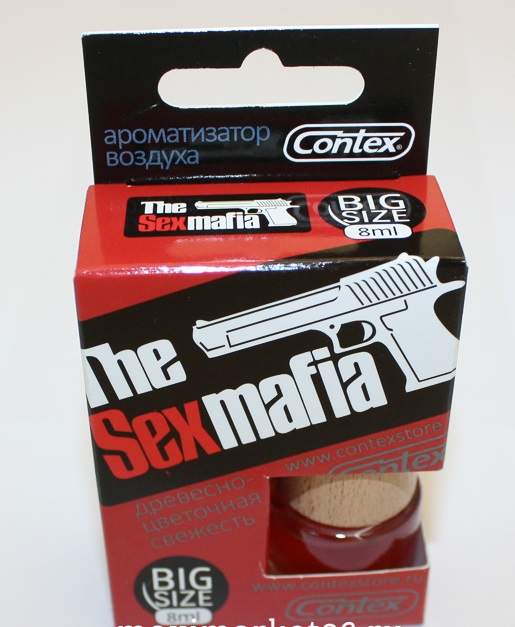 ароматизатор
воздуха
Contex®
The
Sexmafia
BIG
SIZE
8ml
The
Sexmafia
www.contexstore
Contex
древесно-
цветочная
свежесть
BIG
SIZE
8ml
www.contexstore.ru
Contex